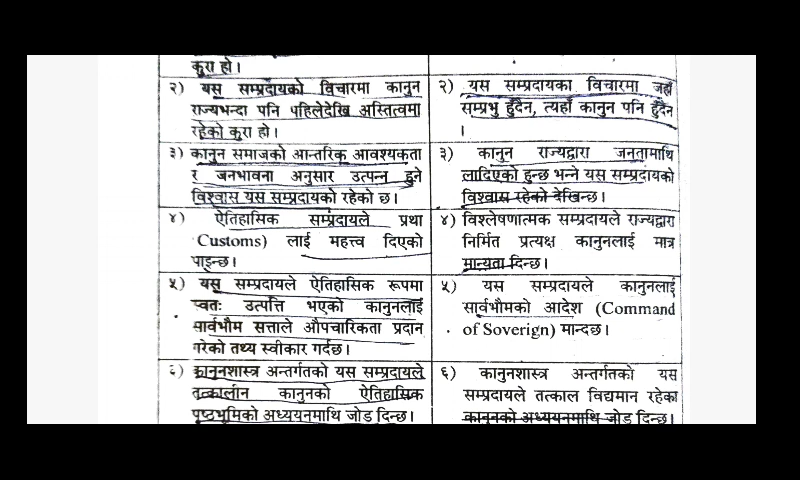 कुरा हो।
२) यस सम्प्रदायको विचारमा कानुन
राज्यभन्दा पनि पहिलेदेखि अस्तित्वमा
रहेको कुरा हो।
२) यस सम्प्रदायका विचारमा जहाँ
सम्प्रभु हुँदैन, त्यहाँ कानुन पनि हुँदैन
।
३) कानुन समाजको आन्तरिक आवश्यकता
र जनभावना अनुसार उत्पन्न हुने
विश्वास यस सम्प्रदायको रहेको छ।
३) कानुन राज्यद्वारा जनतामाथि
लादिएको हुन्छ भन्ने यस सम्प्रदायको
विश्वास रहेको देखिन्छ।
४) ऐतिहासिक सम्प्रदायले प्रथा
Customs) लाई महत्त्व दिएको
पाइन्छ।
४) विश्लेषणात्मक सम्प्रदायले राज्यद्वारा
निर्मित प्रत्यक्ष कानुनलाई मात्र
मान्यता दिन्छ।
५) यस सम्प्रदायले ऐतिहासिक रूपमा
स्वतः उत्पत्ति भएको कानुनलाई
सार्वभौम सत्ताले औपचारिकता प्रदान
गरेको तथ्य स्वीकार गर्दछ।
५) यस सम्प्रदायले कानुनलाई
सार्वभौमको आदेश (Command
of Soverign) मान्दछ।
६) कानुनशास्त्र अन्तर्गतको यस सम्प्रदायले
तत्कालीन कानुनको ऐतिहासिक
पृष्ठभूमिको अध्ययनमाथि जोड दिन्छ।
६) कानुनशास्त्र अन्तर्गतको यस
सम्प्रदायले तत्काल विद्यमान रहेका
कानुनको अध्ययनमाथि जोड दिन्छ।